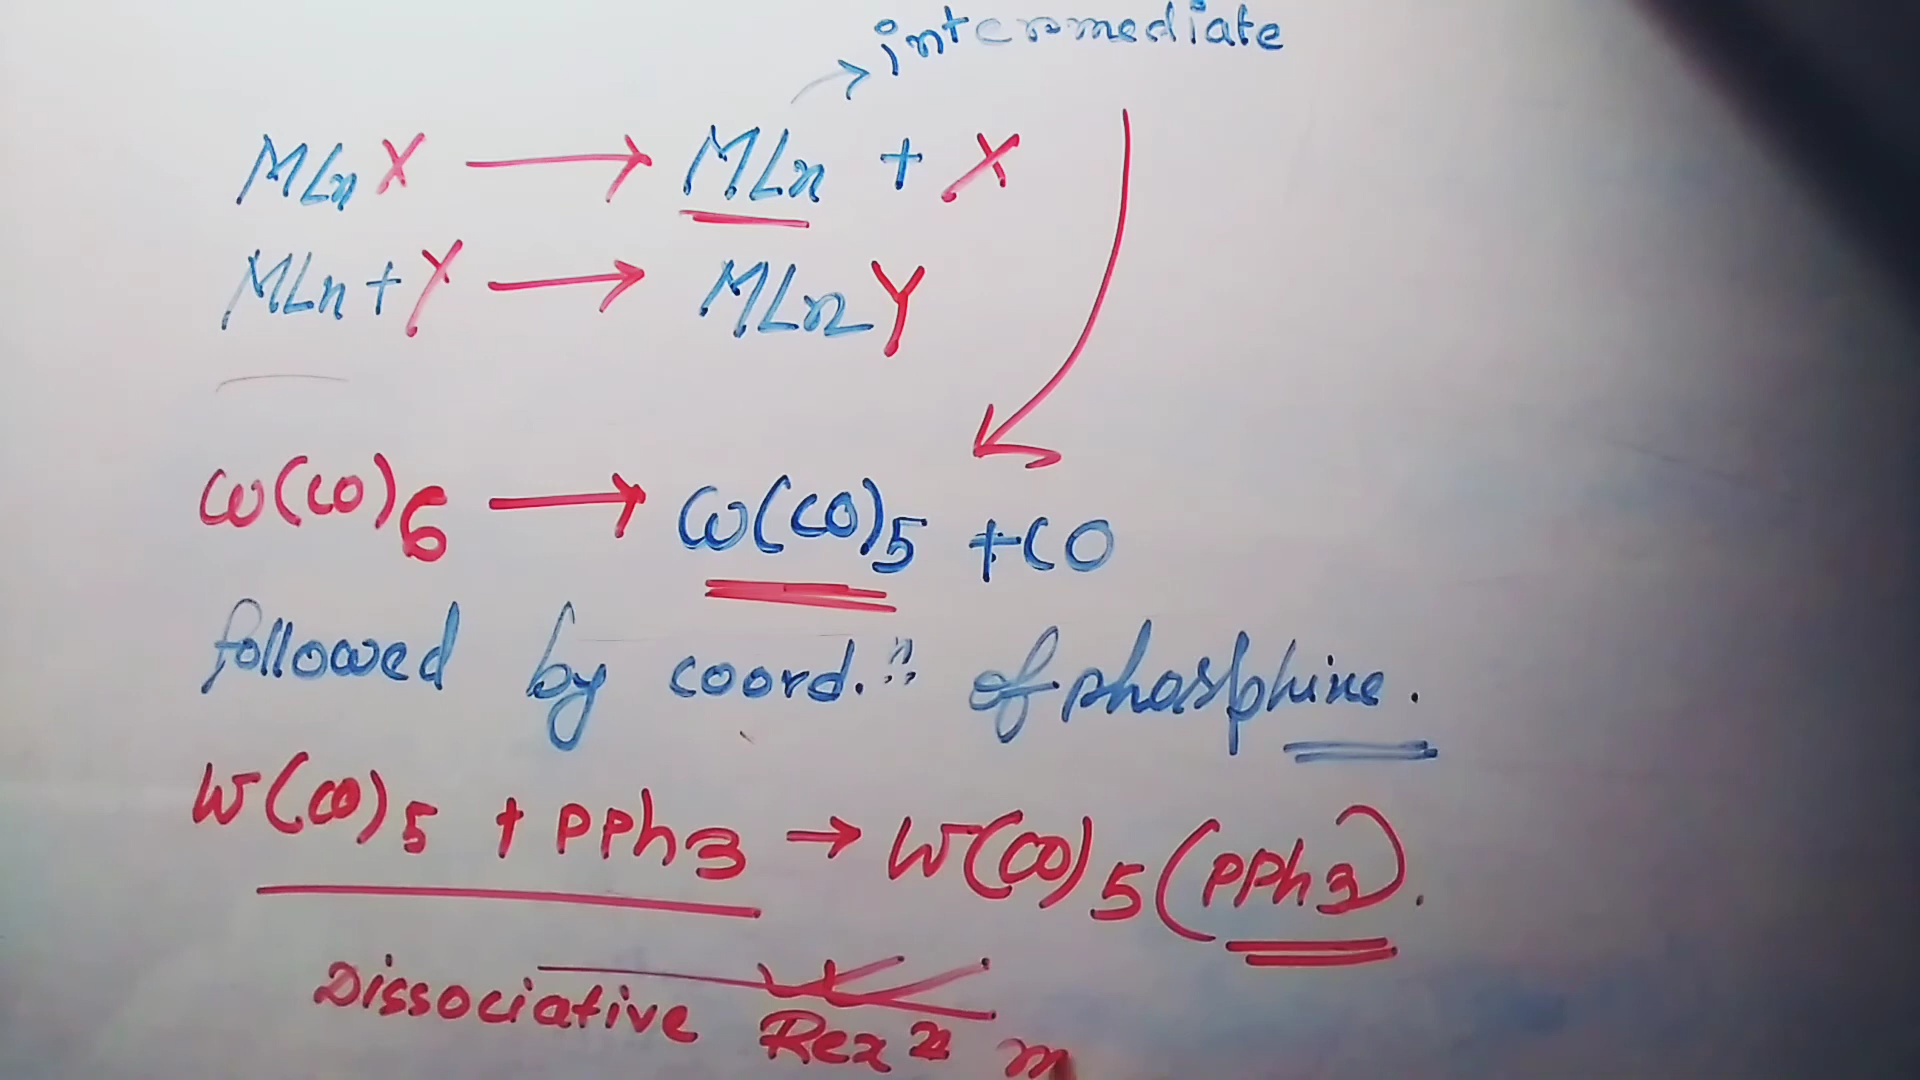 intermediate
MLnX → MLn + X
MLn + Y → MLnY
W(CO)6 → W(CO)5 + CO
followed by coord.n of phosphine.
W(CO)5 + PPh3 → W(CO)5(PPh3).
Dissociative Rex n m